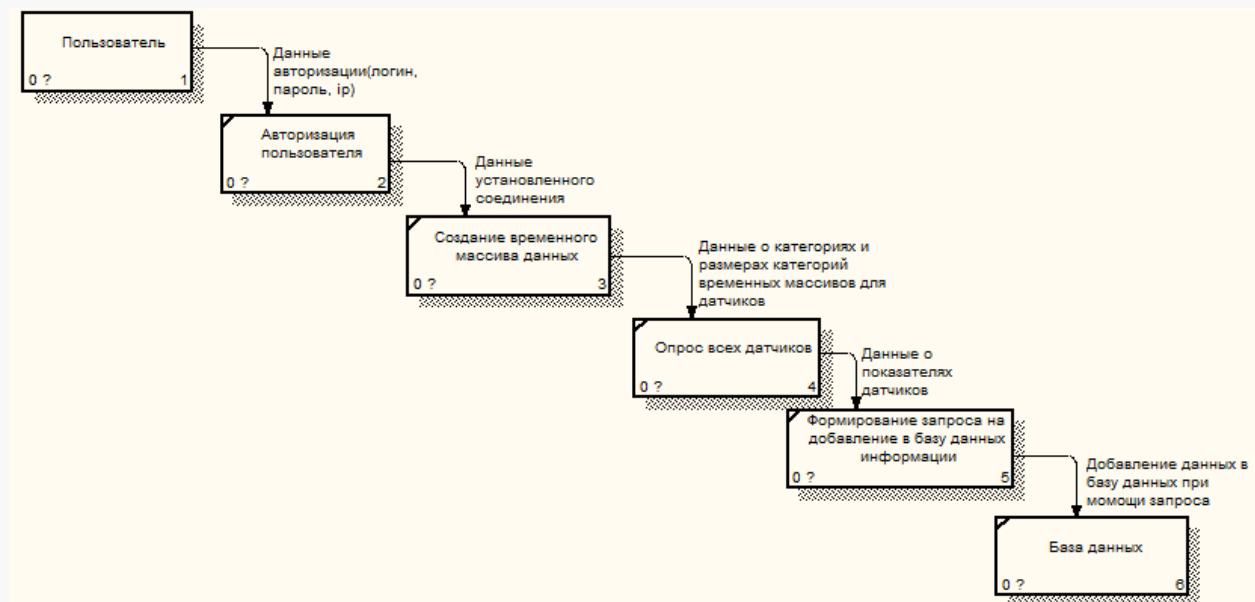 Пользователь
0 ?
1
Данные
авторизации(логин,
пароль, ip)
Авторизация
пользователя
0 ?
2
Данные
установленного
соединения
Создание временного
массива данных
0 ?
3
Данные о категориях и
размерах категорий
временных массивов для
датчиков
Опрос всех датчиков
0 ?
4
Данные о
показателях
датчиков
Формирование запроса на
добавление в базу данных
информации
0 ?
5
Добавление данных в
базу данных при
момощи запроса
База данных
0 ?
6